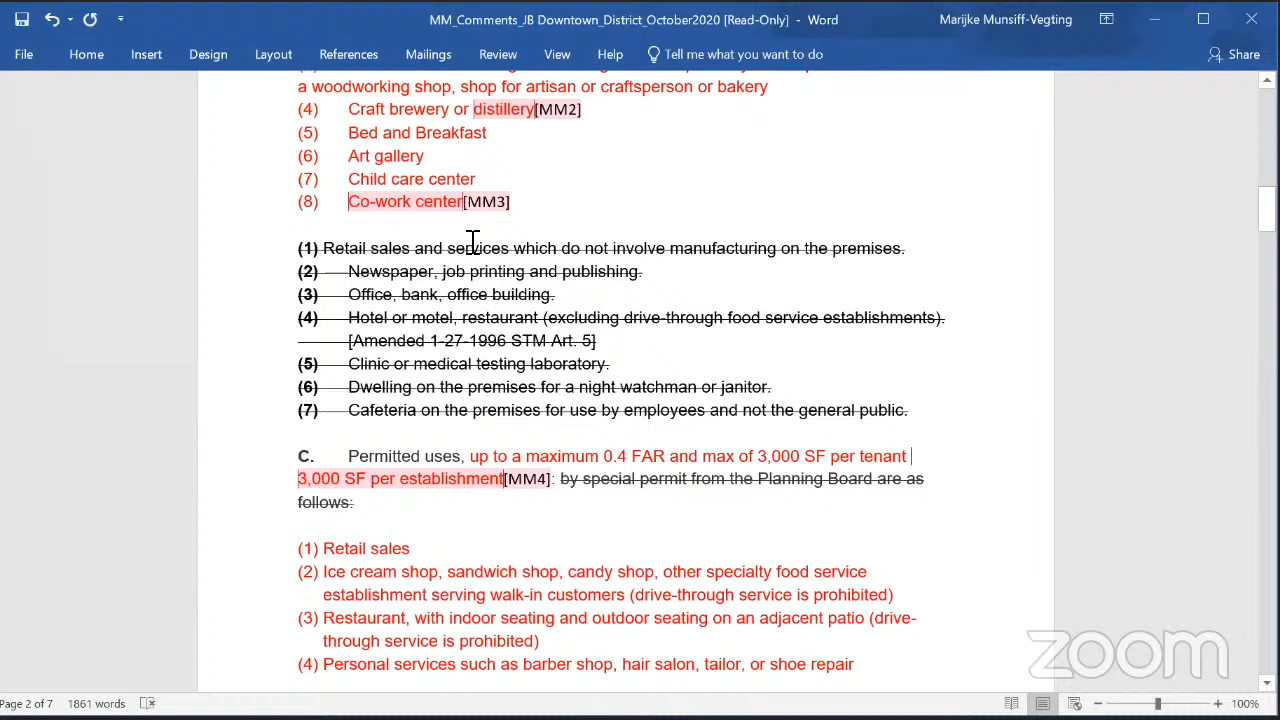 MM_Comments_JB Downtown_District_October2020 [Read-Only] - Word
Marijke Munsiff-Vegting
File Home Insert Design Layout References Mailings Review View Help Tell me what you want to do Share
a woodworking shop, shop for artisan or craftsperson or bakery
(4) Craft brewery or distillery[MM2]
(5) Bed and Breakfast
(6) Art gallery
(7) Child care center
(8) Co-work center[MM3]
(1) Retail sales and services which do not involve manufacturing on the premises.
(2) Newspaper, job printing and publishing.
(3) Office, bank, office building.
(4) Hotel or motel, restaurant (excluding drive-through food service establishments).
[Amended 1-27-1996 STM Art. 5]
(5) Clinic or medical testing laboratory.
(6) Dwelling on the premises for a night watchman or janitor.
(7) Cafeteria on the premises for use by employees and not the general public.
C. Permitted uses, up to a maximum 0.4 FAR and max of 3,000 SF per tenant
3,000 SF per establishment[MM4]: by special permit from the Planning Board are as
follows:
(1) Retail sales
(2) Ice cream shop, sandwich shop, candy shop, other specialty food service
establishment serving walk-in customers (drive-through service is prohibited)
(3) Restaurant, with indoor seating and outdoor seating on an adjacent patio (drive-
through service is prohibited)
(4) Personal services such as barber shop, hair salon, tailor, or shoe repair
zoom
Page 2 of 7 1861 words 100%